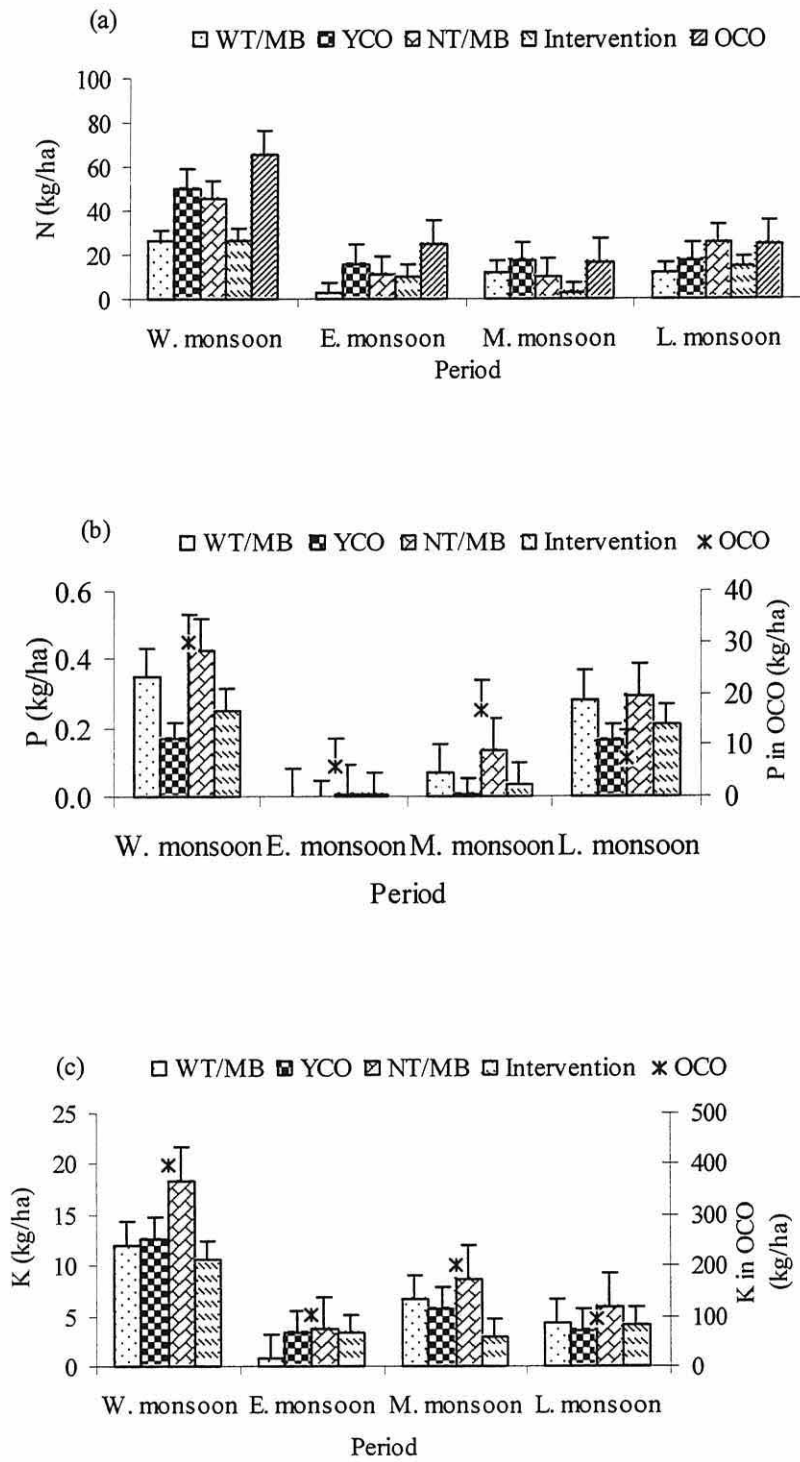 (a)
WT/MB YCO NT/MB Intervention OCO
100
80
60
40
20
0
N (kg/ha)
W. monsoon E. monsoon M. monsoon L. monsoon
Period
(b)
WT/MB YCO NT/MB Intervention OCO
0.6
0.4
0.2
0.0
P (kg/ha)
40
30
20
10
0
P in OCO (kg/ha)
W. monsoon E. monsoon M. monsoon L. monsoon
Period
(c)
WT/MB YCO NT/MB Intervention OCO
25
20
15
10
5
0
K (kg/ha)
500
400
300
200
100
0
K in OCO
(kg/ha)
W. monsoon E. monsoon M. monsoon L. monsoon
Period